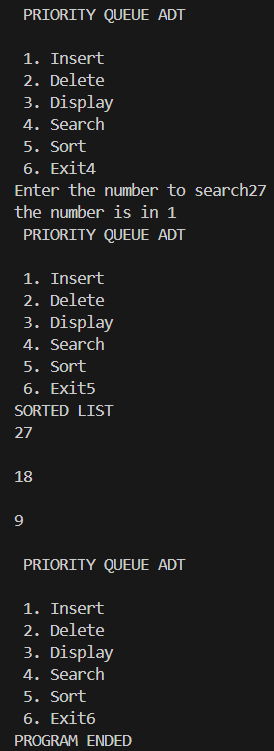 PRIORITY QUEUE ADT
1. Insert
2. Delete
3. Display
4. Search
5. Sort
6. Exit4
Enter the number to search27
the number is in 1
PRIORITY QUEUE ADT
1. Insert
2. Delete
3. Display
4. Search
5. Sort
6. Exit5
SORTED LIST
27
18
9
PRIORITY QUEUE ADT
1. Insert
2. Delete
3. Display
4. Search
5. Sort
6. Exit6
PROGRAM ENDED